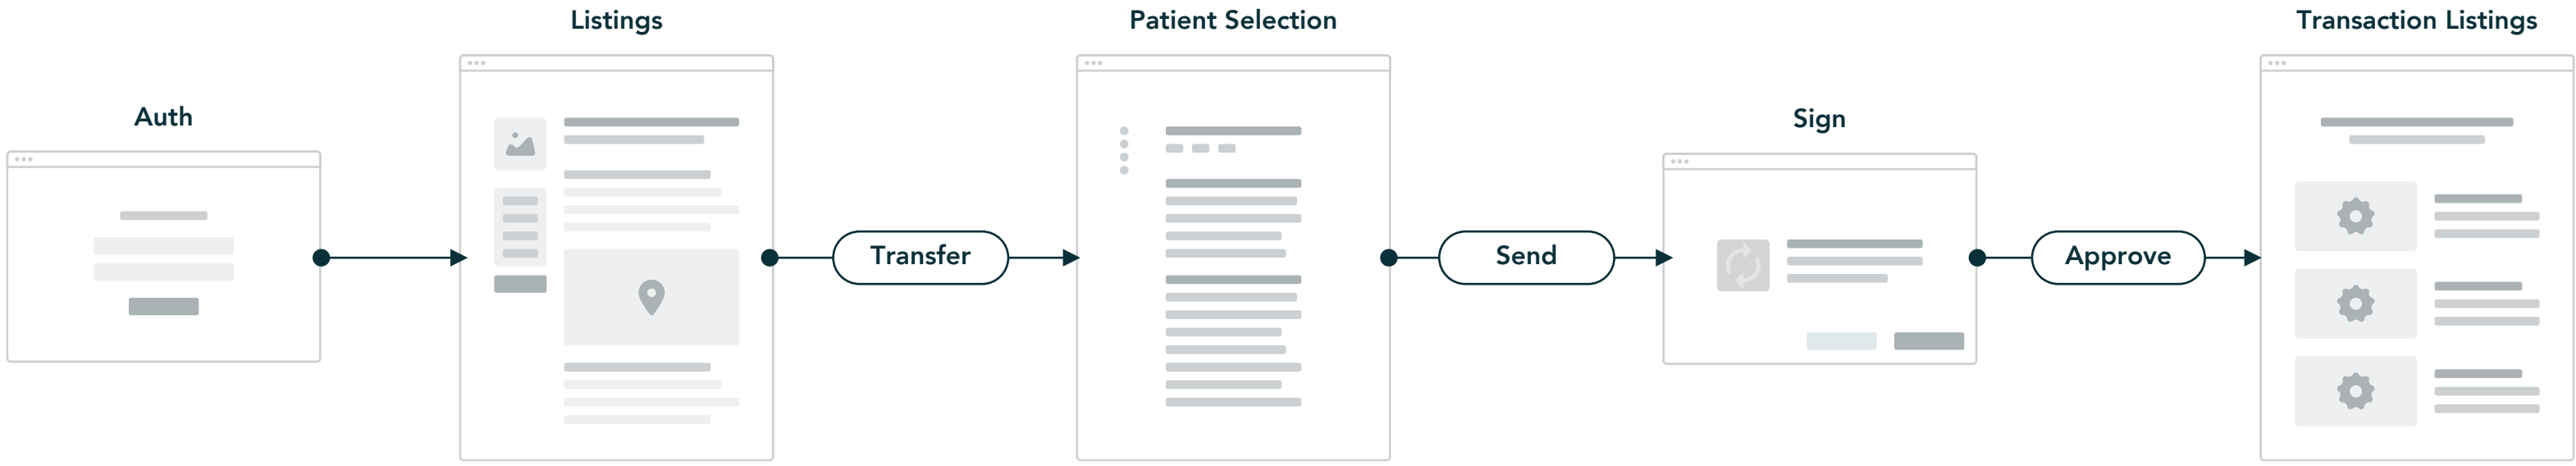 Auth
Listings
Transfer
Patient Selection
Send
Sign
Approve
Transaction Listings